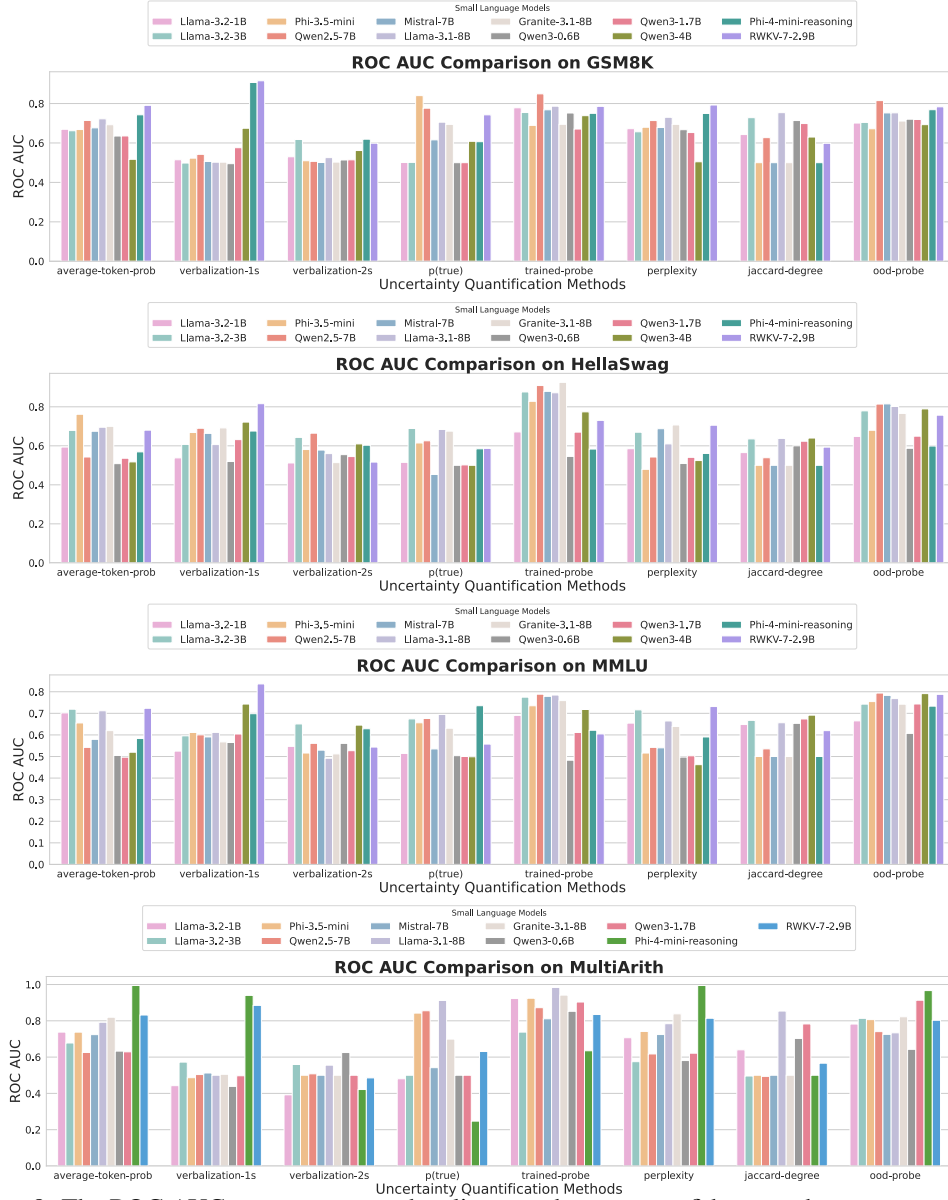 Small Language Models
Llama-3.2-1B Phi-3.5-mini Mistral-7B Granite-3.1-8B Qwen3-1.7B Phi-4-mini-reasoning
Llama-3.2-3B Qwen2.5-7B Llama-3.1-8B Qwen3-0.6B Qwen3-4B RWKV-7-2.9B
ROC AUC Comparison on GSM8K
ROC AUC
0.8
0.6
0.4
0.2
0.0
average-token-prob verbalization-1s verbalization-2s p(true) trained-probe perplexity jaccard-degree ood-probe
Uncertainty Quantification Methods
Small Language Models
Llama-3.2-1B Phi-3.5-mini Mistral-7B Granite-3.1-8B Qwen3-1.7B Phi-4-mini-reasoning
Llama-3.2-3B Qwen2.5-7B Llama-3.1-8B Qwen3-0.6B Qwen3-4B RWKV-7-2.9B
ROC AUC Comparison on HellaSwag
ROC AUC
0.8
0.6
0.4
0.2
0.0
average-token-prob verbalization-1s verbalization-2s p(true) trained-probe perplexity jaccard-degree ood-probe
Uncertainty Quantification Methods
Small Language Models
Llama-3.2-1B Phi-3.5-mini Mistral-7B Granite-3.1-8B Qwen3-1.7B Phi-4-mini-reasoning
Llama-3.2-3B Qwen2.5-7B Llama-3.1-8B Qwen3-0.6B Qwen3-4B RWKV-7-2.9B
ROC AUC Comparison on MMLU
ROC AUC
0.8
0.7
0.6
0.5
0.4
0.3
0.2
0.1
0.0
average-token-prob verbalization-1s verbalization-2s p(true) trained-probe perplexity jaccard-degree ood-probe
Uncertainty Quantification Methods
Small Language Models
Llama-3.2-1B Phi-3.5-mini Mistral-7B Granite-3.1-8B Qwen3-1.7B RWKV-7-2.9B
Llama-3.2-3B Qwen2.5-7B Llama-3.1-8B Qwen3-0.6B Phi-4-mini-reasoning
ROC AUC Comparison on MultiArith
ROC AUC
1.0
0.8
0.6
0.4
0.2
0.0
average-token-prob verbalization-1s verbalization-2s p(true) trained-probe perplexity jaccard-degree ood-probe
Uncertainty Quantification Methods
The ROC AUC